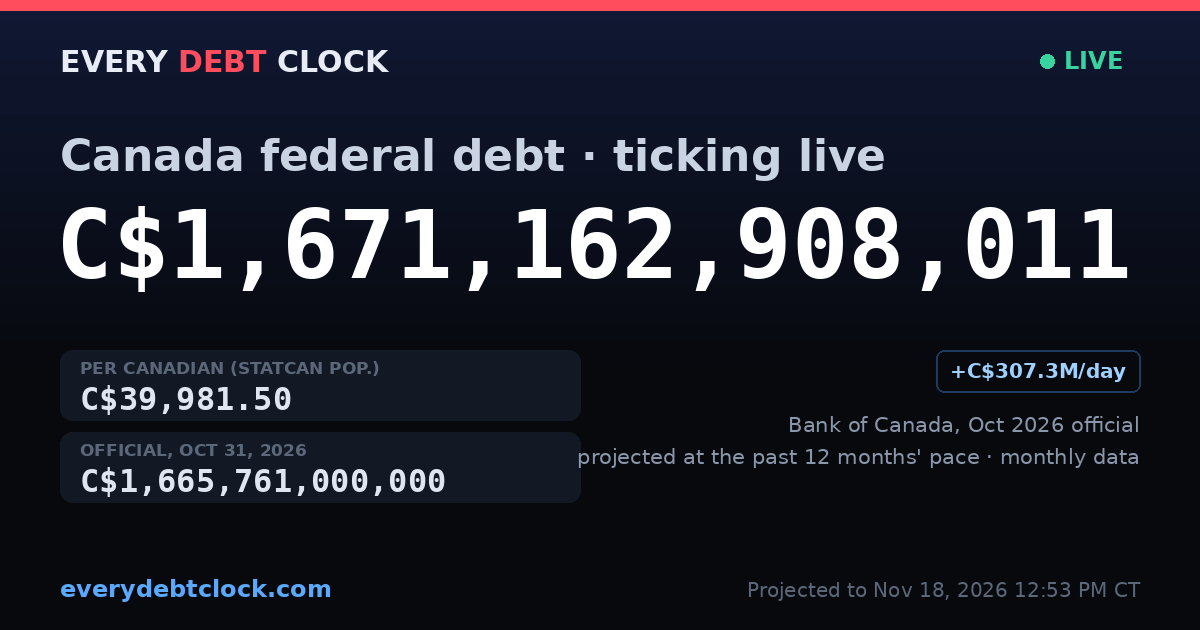 EVERY DEBT CLOCK
LIVE
Canada federal debt · ticking live
C$1,671,162,908,011
PER CANADIAN (STATCAN POP.)
C$39,981.50
OFFICIAL, OCT 31, 2026
C$1,665,761,000,000
+C$307.3M/day
Bank of Canada, Oct 2026 official
projected at the past 12 months' pace · monthly data
everydebtclock.com
Projected to Nov 18, 2026 12:53 PM CT